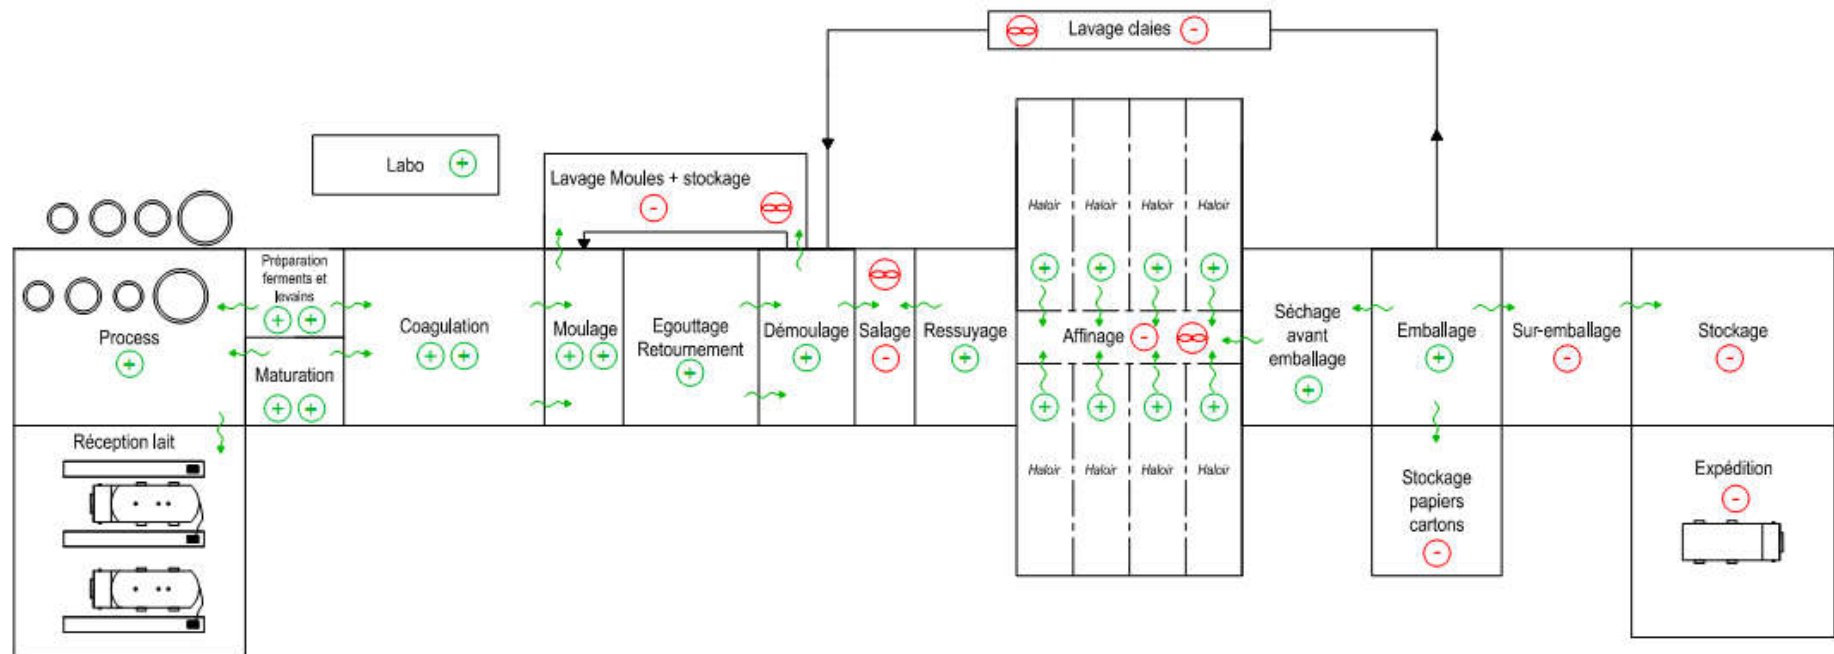 Lavage claies -
Labo +
Lavage Moules + stockage
-
Haloir Haloir Haloir Haloir
+ + + +
Préparation
ferments et
levains
+ +
Process
+
Maturation
+ +
Coagulation
+ +
Moulage
+ +
Egouttage
Retournement
+
Démoulage
+
Salage
-
Ressuyage
+
Affinage -
Séchage
avant
emballage
+
Emballage
+
Sur-emballage
-
Stockage
-
+ + + +
Haloir Haloir Haloir Haloir
Réception lait
Stockage
papiers
cartons
-
Expédition
-